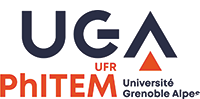 UGA
UFR
PhITEM Université
Grenoble Alpes